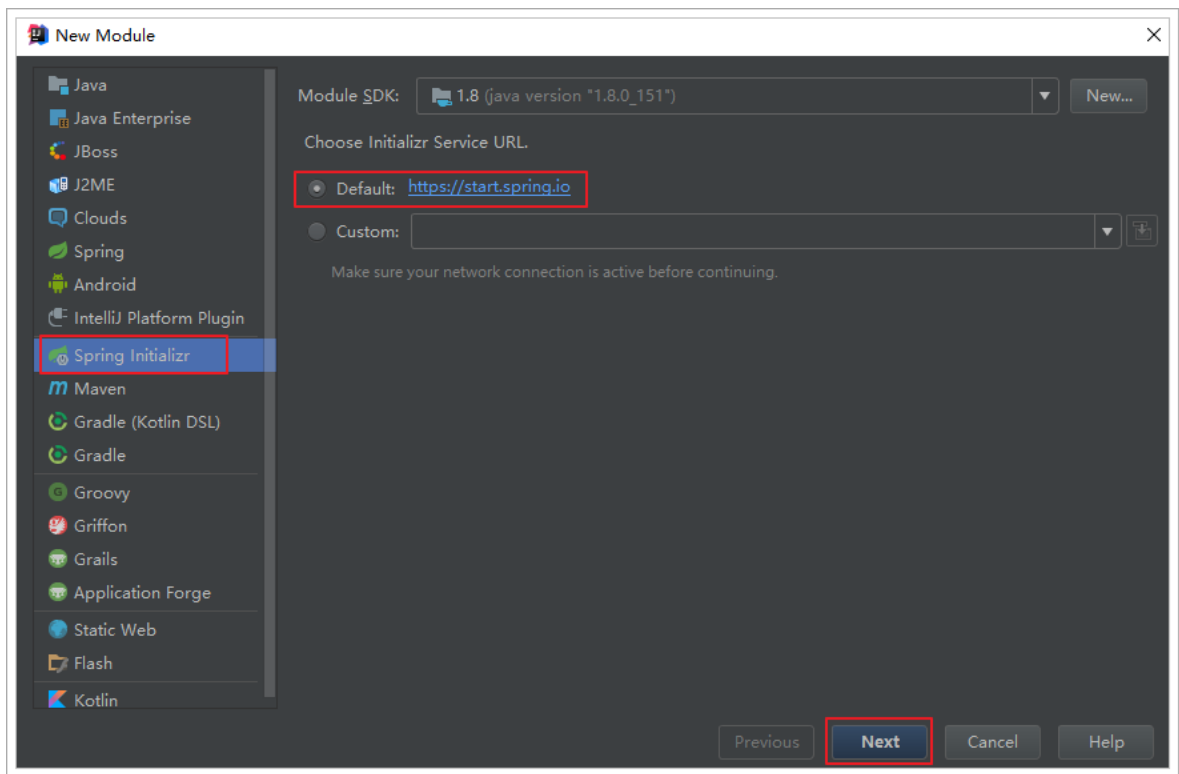 New Module
Java
Java Enterprise
JBoss
J2ME
Clouds
Spring
Android
IntelliJ Platform Plugin
Spring Initializr
Maven
Gradle (Kotlin DSL)
Gradle
Groovy
Griffon
Grails
Application Forge
Static Web
Flash
Kotlin
Module SDK: 1.8 (java version "1.8.0_151") New...
Choose Initializr Service URL.
Default: https://start.spring.io
Custom:
Make sure your network connection is active before continuing.
Previous Next Cancel Help